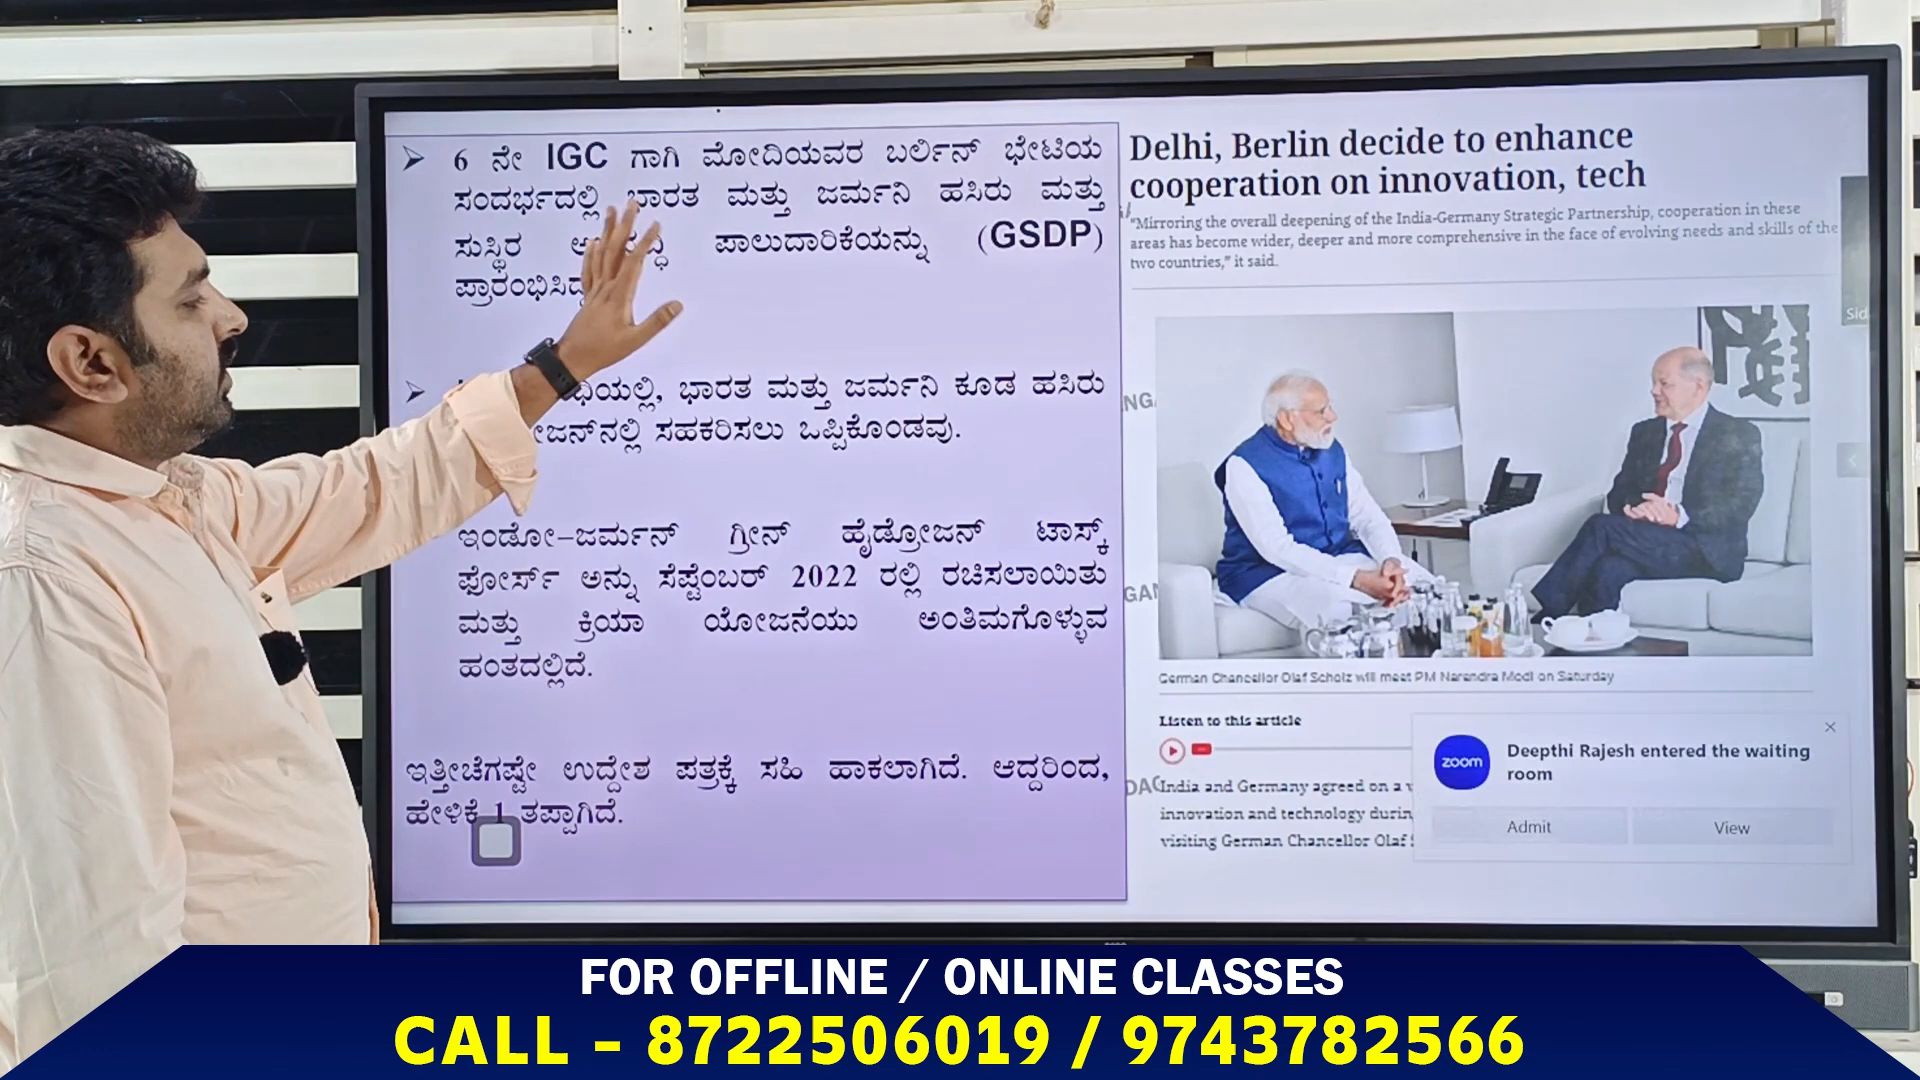 6 ನೇ IGC ಗಾಗಿ ಮೋದಿಯವರ ಬರ್ಲಿನ್ ಭೇಟಿಯ
ಸಂದರ್ಭದಲ್ಲಿ ಭಾರತ ಮತ್ತು ಜರ್ಮನಿ ಹಸಿರು ಮತ್ತು
ಸುಸ್ಥಿರ ಪಾಲುದಾರಿಕೆಯನ್ನು (GSDP)
ಭಾರತ ಮತ್ತು ಜರ್ಮನಿ ಕೂಡ ಹಸಿರು
ಸಹಕರಿಸಲು ಒಪ್ಪಿಕೊಂಡವು.
ಇಂಡೋ–ಜರ್ಮನ್ ಗ್ರೀನ್ ಹೈಡ್ರೋಜನ್ ಟಾಸ್ಕ್
ಫೋರ್ಸ್ ಅನ್ನು ಸೆಪ್ಟೆಂಬರ್ 2022 ರಲ್ಲಿ ರಚಿಸಲಾಯಿತು
ಮತ್ತು ಕ್ರಿಯಾ ಯೋಜನೆಯು ಅಂತಿಮಗೊಳ್ಳುವ
ಹಂತದಲ್ಲಿದೆ.
ಇತ್ತೀಚೆಗಷ್ಟೇ ಉದ್ದೇಶ ಪತ್ರಕ್ಕೆ ಸಹಿ ಹಾಕಲಾಗಿದೆ. ಆದ್ದರಿಂದ,
ಹೇಳಿಕೆ 1 ತಪ್ಪಾಗಿದೆ.
Delhi, Berlin decide to enhance
cooperation on innovation, tech
"Mirroring the overall deepening of the India-Germany Strategic Partnership, cooperation in these
areas has become wider, deeper and more comprehensive in the face of evolving needs and skills of the
two countries," it said.
Sid
German Chancellor Olaf Scholz will meet PM Narendra Modi on Saturday
Listen to this article
India and Germany agreed on a
innovation and technology during
visiting German Chancellor Olaf
zoom
Deepthi Rajesh entered the waiting
room
Admit View
FOR OFFLINE / ONLINE CLASSES
CALL – 8722506019 / 9743782566